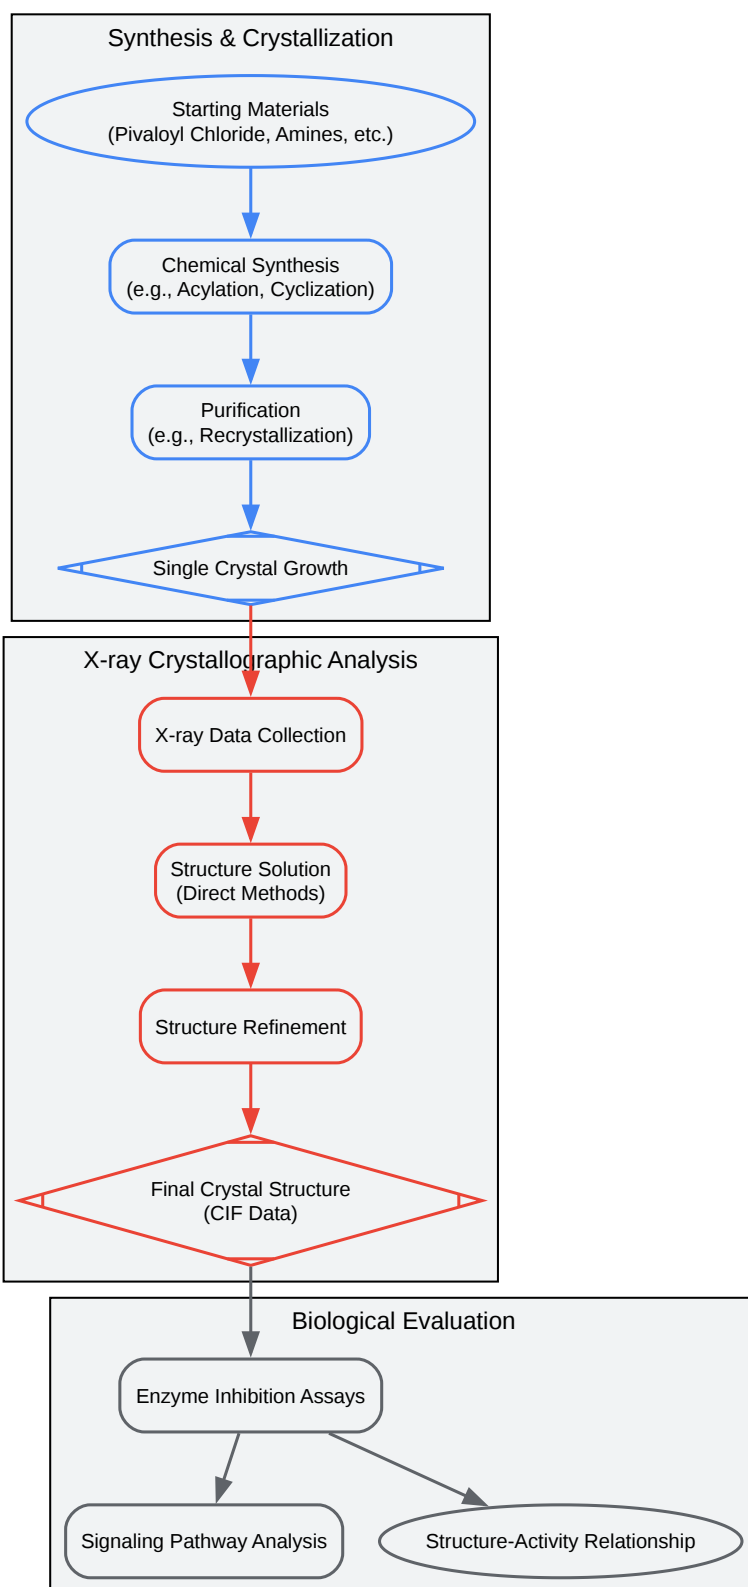 Synthesis & Crystallization
Starting Materials
(Pivaloyl Chloride, Amines, etc.)
Chemical Synthesis
(e.g., Acylation, Cyclization)
Purification
(e.g., Recrystallization)
Single Crystal Growth
X-ray Crystallographic Analysis
X-ray Data Collection
Structure Solution
(Direct Methods)
Structure Refinement
Final Crystal Structure
(CIF Data)
Biological Evaluation
Enzyme Inhibition Assays
Signaling Pathway Analysis
Structure-Activity Relationship